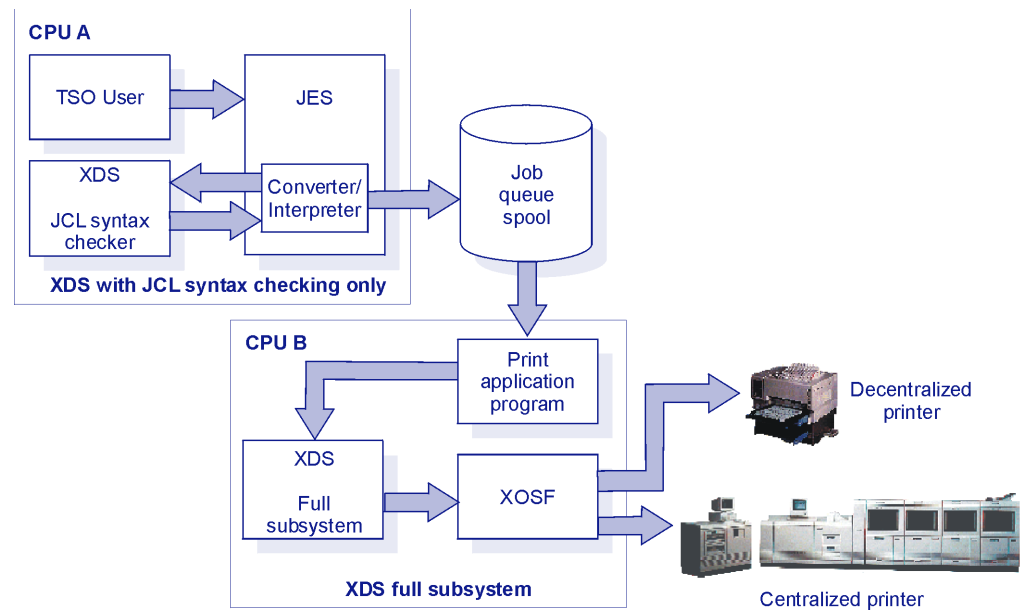 CPU A
TSO User
JES
XDS
JCL syntax
checker
Converter/
Interpreter
Job
queue
spool
XDS with JCL syntax checking only
CPU B
Print
application
program
XDS
Full
subsystem
XOSF
Decentralized
printer
XDS full subsystem
Centralized printer